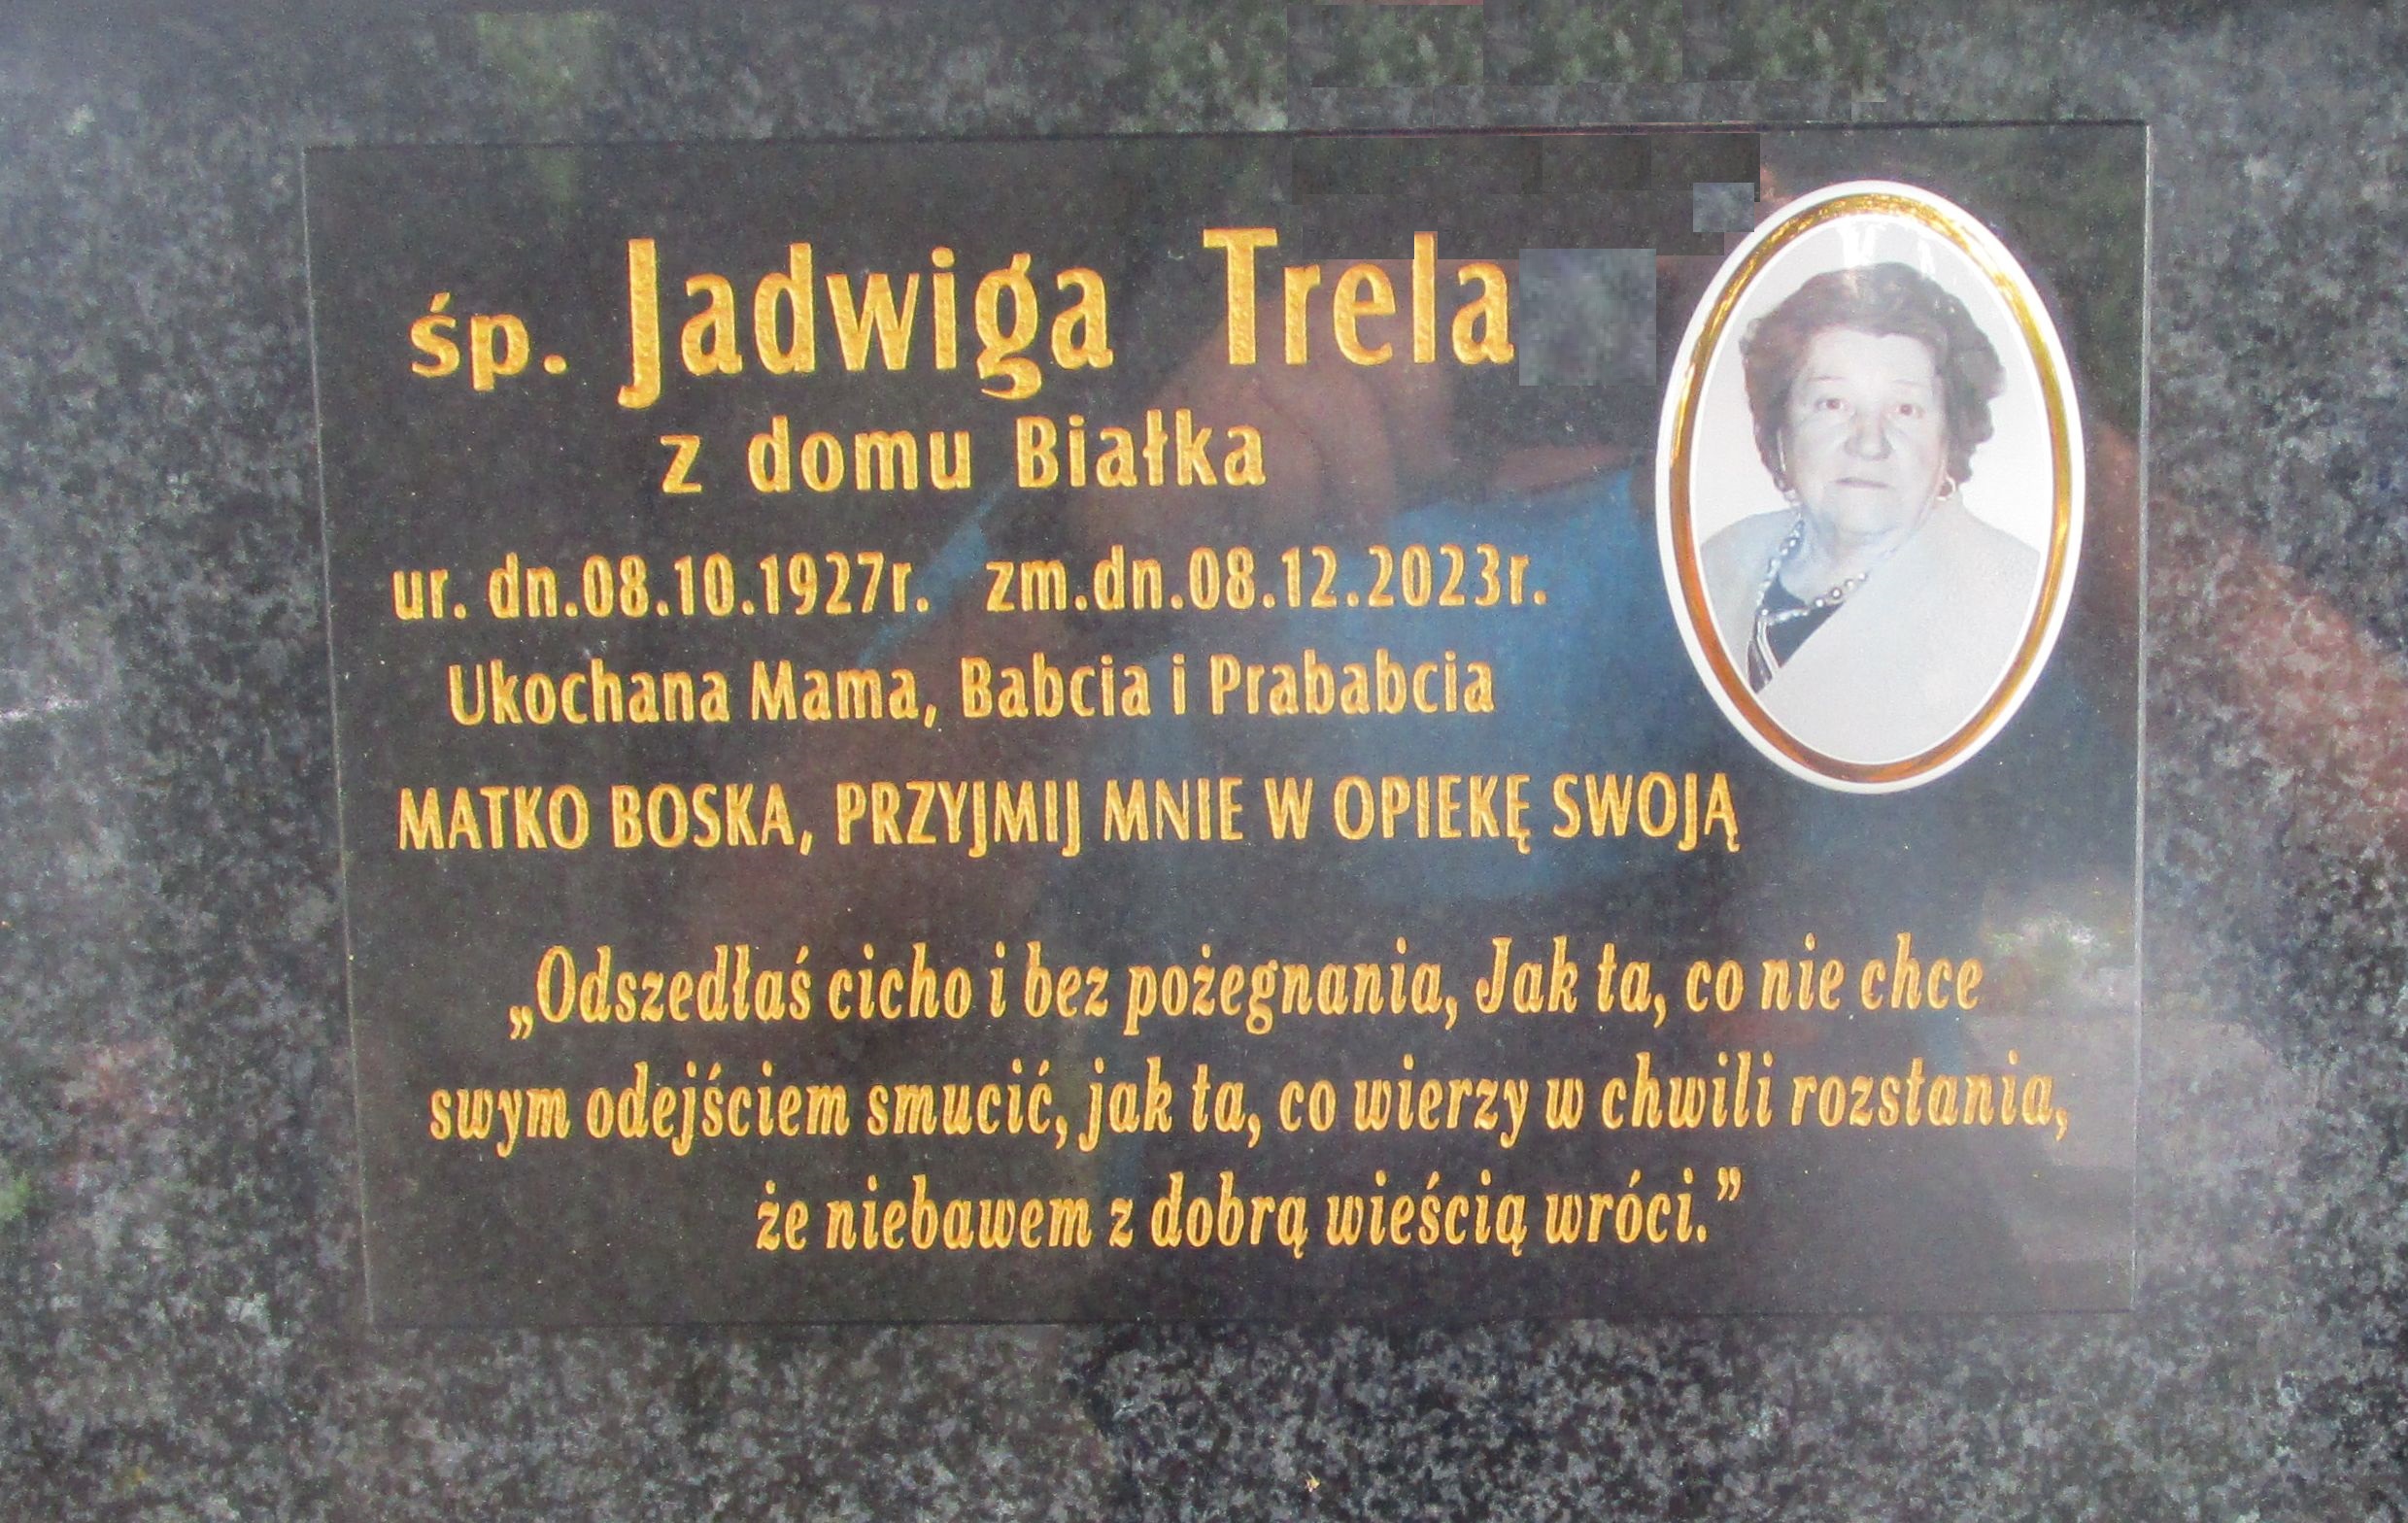 śp. Jadwiga Trela
z domu Białka
ur. dn.08.10.1927r. zm.dn.08.12.2023r.
Ukochana Mama, Babcia i Prababcia
MATKO BOSKA, PRZYJMIJ MNIE W OPIEKĘ SWOJĄ
„Odszedłaś cicho i bez pożegnania, Jak ta, co nie chce
swym odejściem smucić, jak ta, co wierzy w chwili rozstania,
że niebawem z dobrą wieścią wróci.”